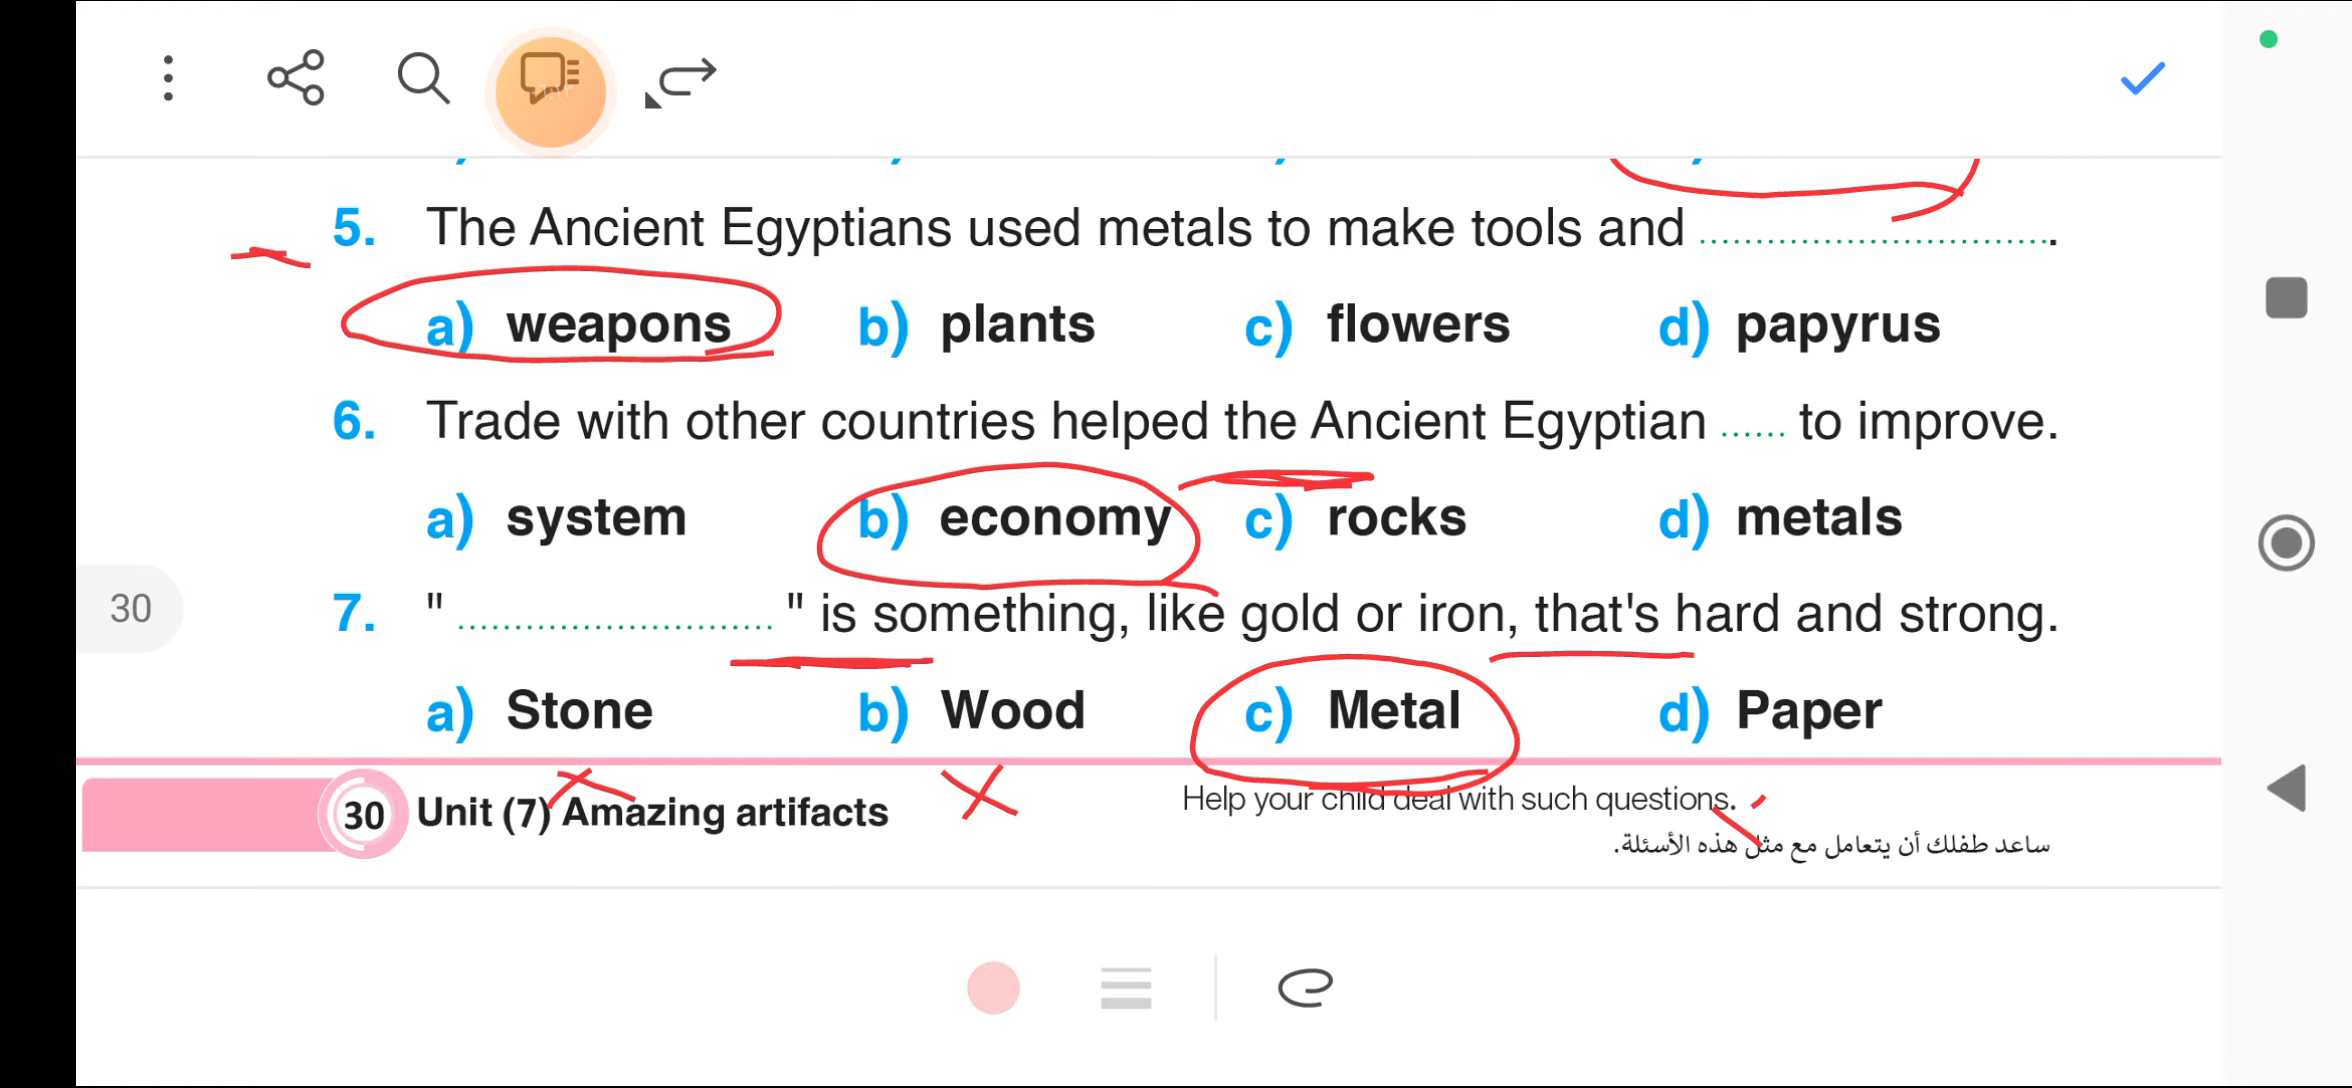 5. The Ancient Egyptians used metals to make tools and ................................
a) weapons b) plants c) flowers d) papyrus
6. Trade with other countries helped the Ancient Egyptian ...... to improve.
a) system b) economy c) rocks d) metals
7. "............................" is something, like gold or iron, that's hard and strong.
30
a) Stone b) Wood c) Metal d) Paper
30 Unit (7) Amazing artifacts
Help your child deal with such questions.
ساعد طفلك أن يتعامل مع مثل هذه الأسئلة.